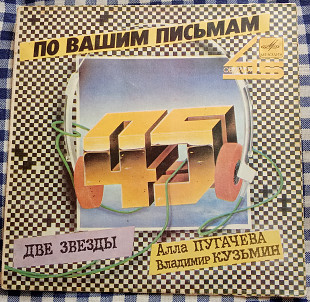 ПО ВАШИМ ПИСЬМАМ
45
ДВЕ ЗВЕЗДЫ
Алла ПУГАЧЕВА
Владимир КУЗЬМИН